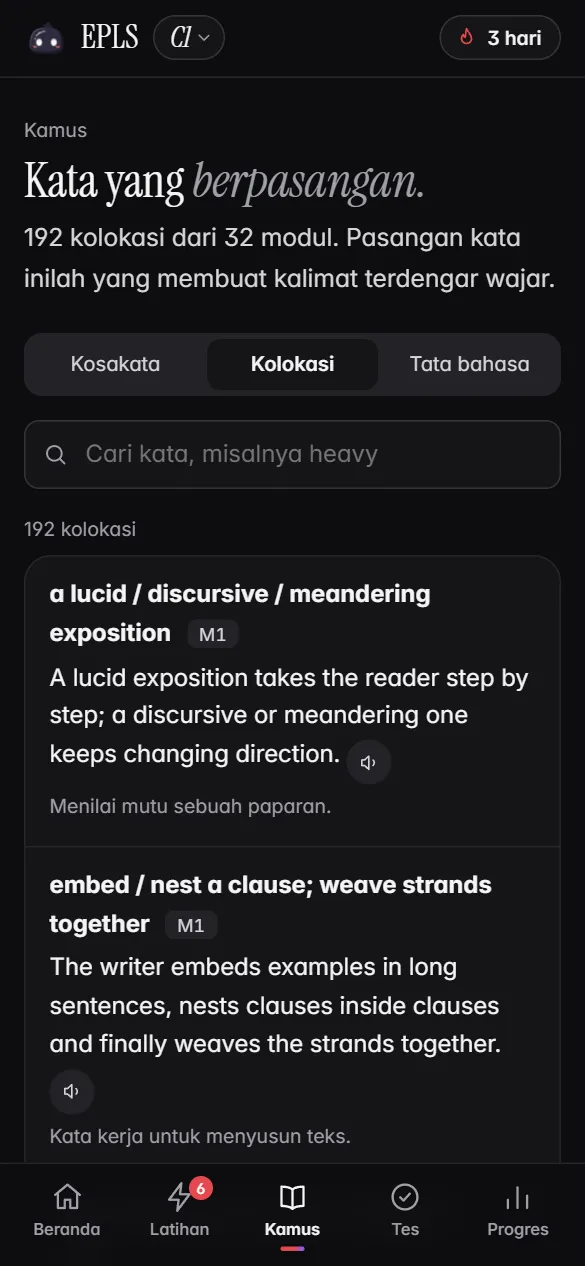 EPLS C1 3 hari
Kamus
Kata yang berpasangan.
192 kolokasi dari 32 modul. Pasangan kata
inilah yang membuat kalimat terdengar wajar.
Kosakata Kolokasi Tata bahasa
Cari kata, misalnya heavy
192 kolokasi
a lucid / discursive / meandering
exposition M1
A lucid exposition takes the reader step by
step; a discursive or meandering one
keeps changing direction.
Menilai mutu sebuah paparan.
embed / nest a clause; weave strands
together M1
The writer embeds examples in long
sentences, nests clauses inside clauses
and finally weaves the strands together.
Kata kerja untuk menyusun teks.
6
Beranda Latihan Kamus Tes Progres